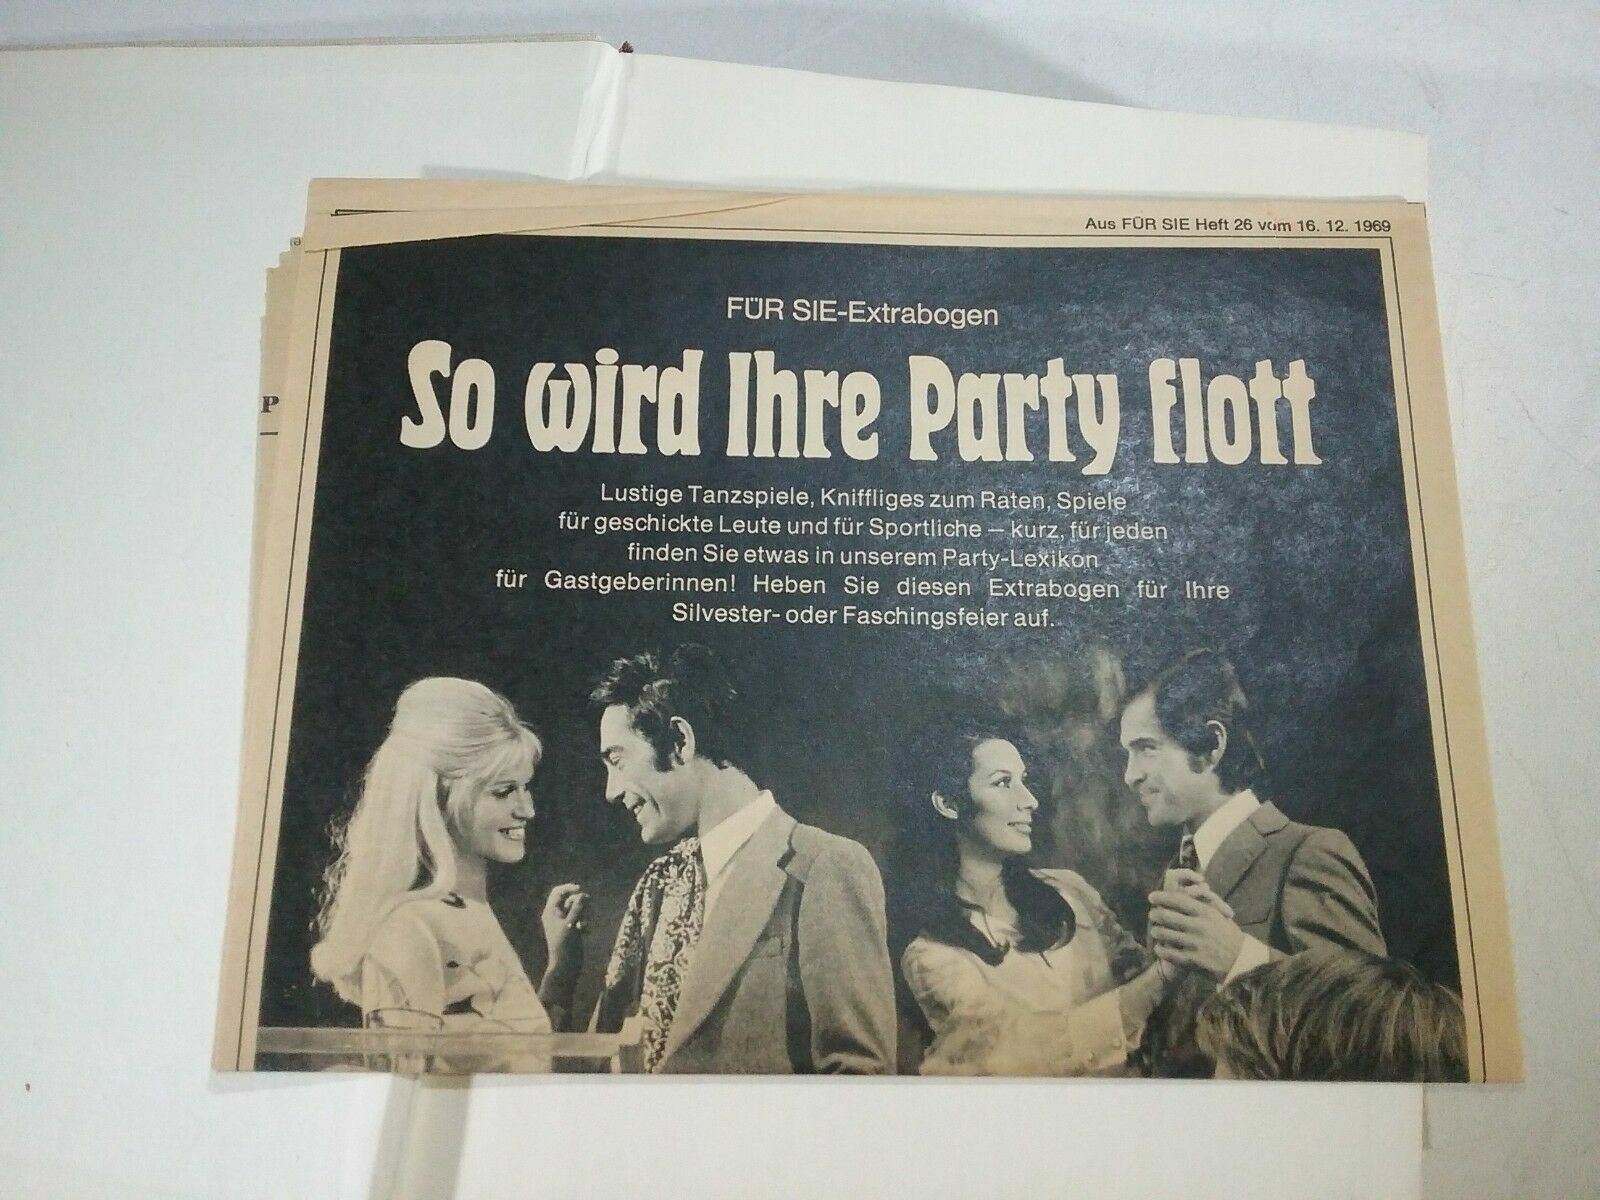 Aus FÜR SIE Heft 26 vom 16. 12. 1969
FÜR SIE-Extrabogen
So wird Ihre Party flott
Lustige Tanzspiele, Kniffliges zum Raten, Spiele
für geschickte Leute und für Sportliche – kurz, für jeden
finden Sie etwas in unserem Party-Lexikon
für Gastgeberinnen! Heben Sie diesen Extrabogen für Ihre
Silvester- oder Faschingsfeier auf.
P